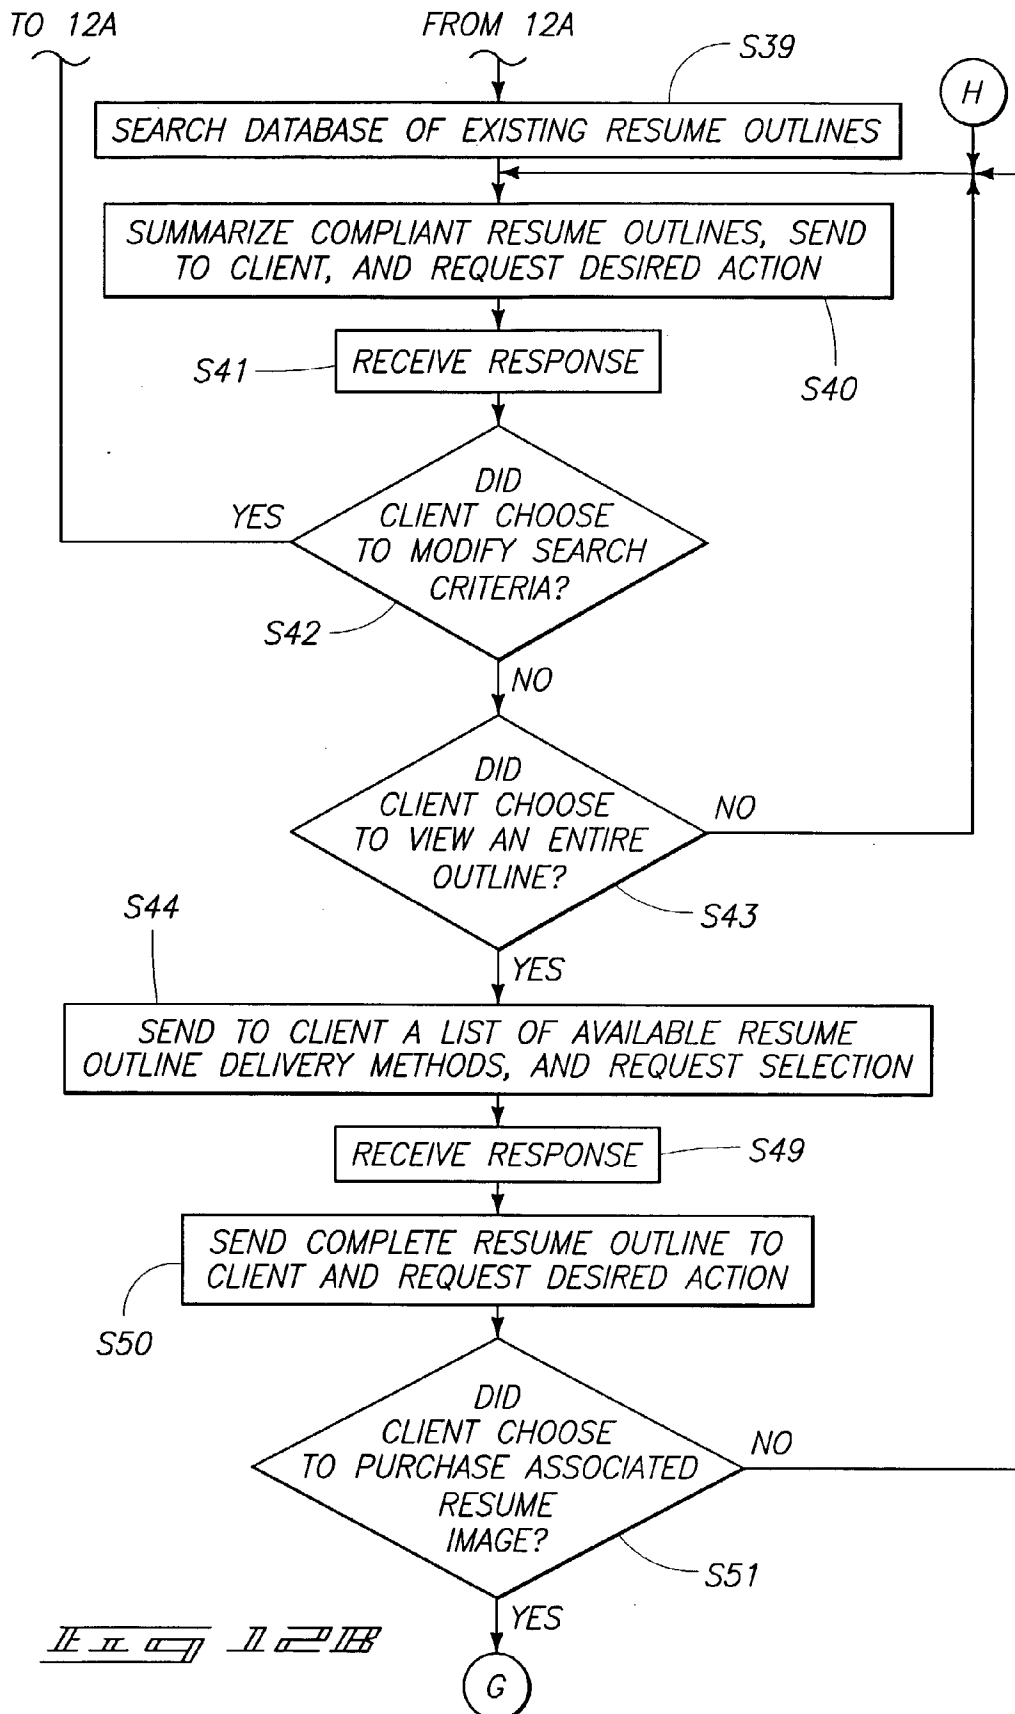 TO 12A
FROM 12A
S39
H
SEARCH DATABASE OF EXISTING RESUME OUTLINES
SUMMARIZE COMPLIANT RESUME OUTLINES, SEND
TO CLIENT, AND REQUEST DESIRED ACTION
S40
S41
RECEIVE RESPONSE
DID
CLIENT CHOOSE
TO MODIFY SEARCH
CRITERIA?
YES
S42
NO
DID
CLIENT CHOOSE
TO VIEW AN ENTIRE
OUTLINE?
NO
S43
S44
YES
SEND TO CLIENT A LIST OF AVAILABLE RESUME
OUTLINE DELIVERY METHODS, AND REQUEST SELECTION
RECEIVE RESPONSE
S49
SEND COMPLETE RESUME OUTLINE TO
CLIENT AND REQUEST DESIRED ACTION
S50
DID
CLIENT CHOOSE
TO PURCHASE ASSOCIATED
RESUME
IMAGE?
NO
S51
YES
G
FIG 12B